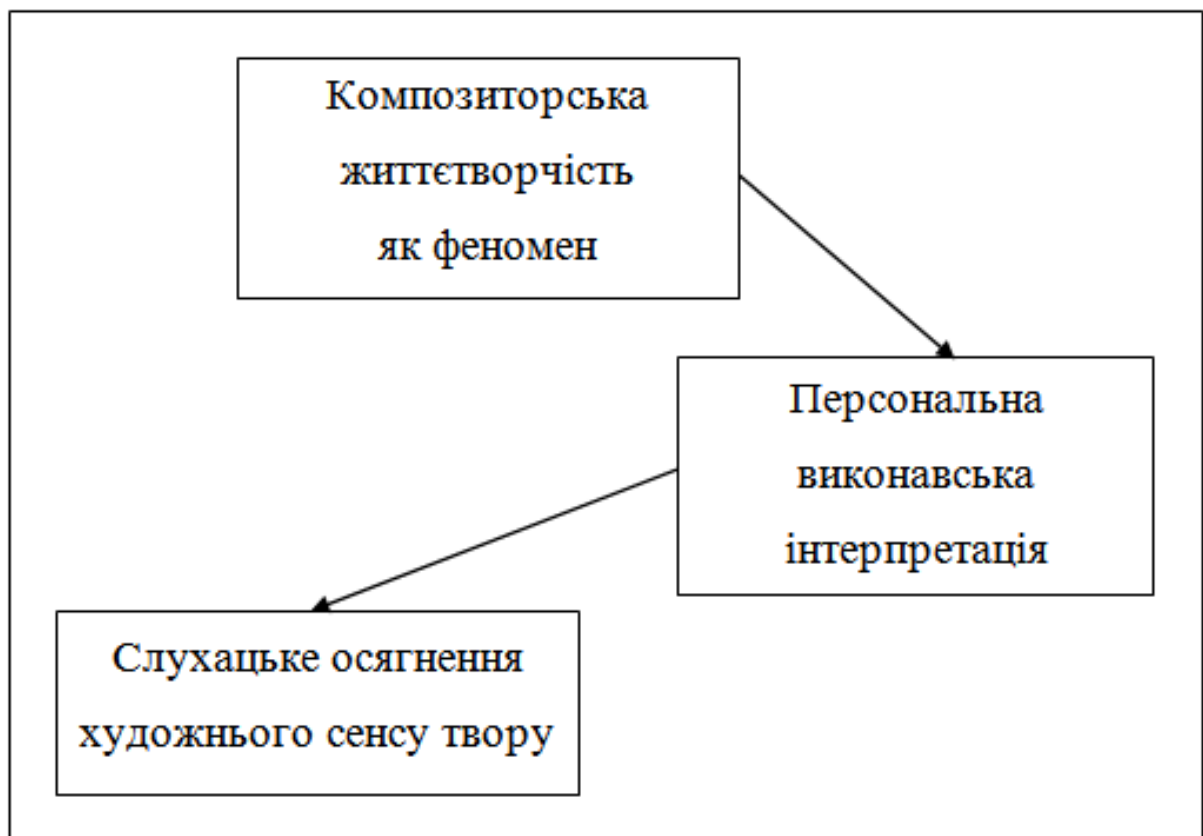 Композиторська
життєтворчість
як феномен
Персональна
виконавська
інтерпретація
Слухацьке осягнення
художнього сенсу твору